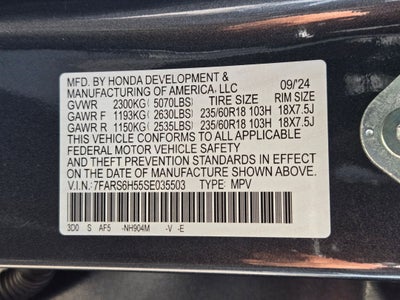 MFD. BY HONDA DEVELOPMENT &
MANUFACTURING OF AMERICA, LLC 09/'24
GVWR 2300KG( 5070LBS) TIRE SIZE RIM SIZE
GAWR F 1193KG( 2630LBS) 235/60R18 103H 18X7.5J
GAWR R 1150KG( 2535LBS) 235/60R18 103H 18X7.5J
THIS VEHICLE CONFORMS TO ALL APPLICABLE
FEDERAL MOTOR VEHICLE SAFETY
AND THEFT PREVENTION STANDARDS IN EFFECT
ON THE DATE OF MANUFACTURE SHOWN ABOVE.
V.I.N.: 7FARS6H55SE035503 TYPE: MPV
3D0 S AF5 -NH904M -V -E